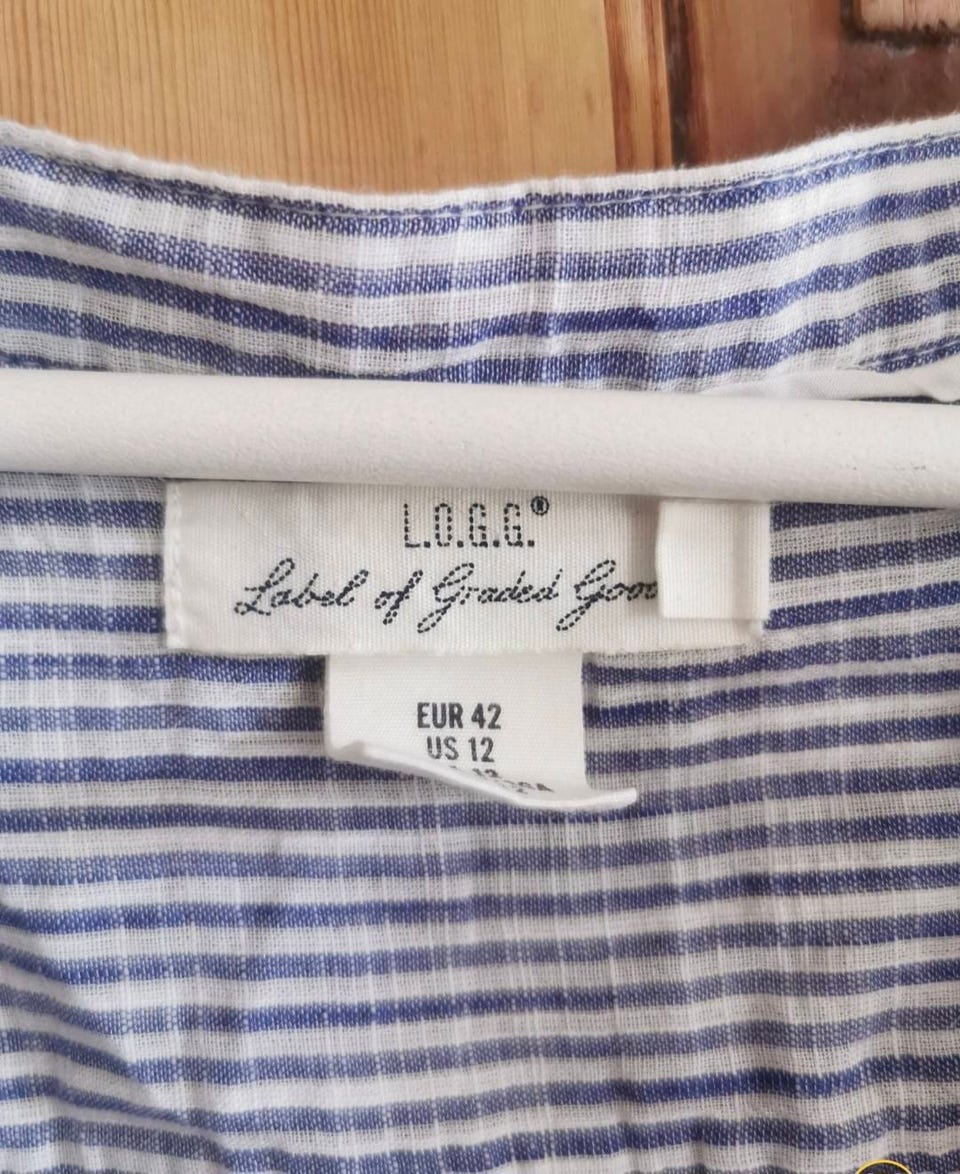 L.O.G.G.®
Label of Graded Goo
EUR 42
US 12